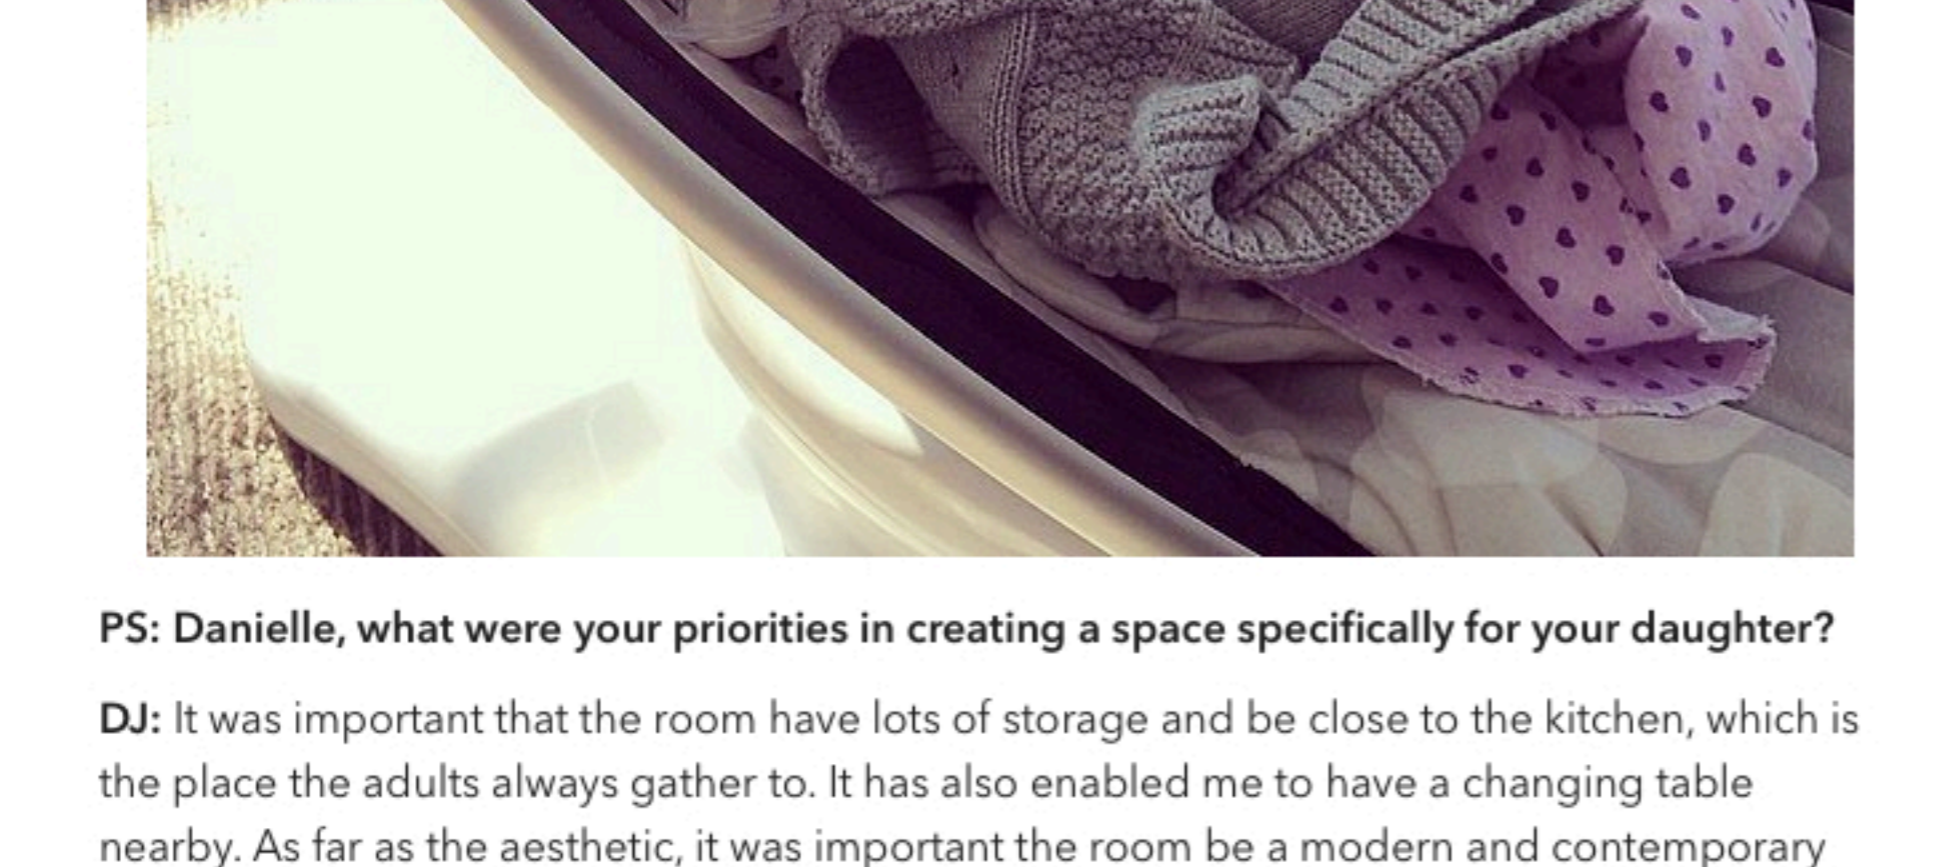 PS: Danielle, what were your priorities in creating a space specifically for your daughter?
DJ: It was important that the room have lots of storage and be close to the kitchen, which is
the place the adults always gather to. It has also enabled me to have a changing table
nearby. As far as the aesthetic, it was important the room be a modern and contemporary